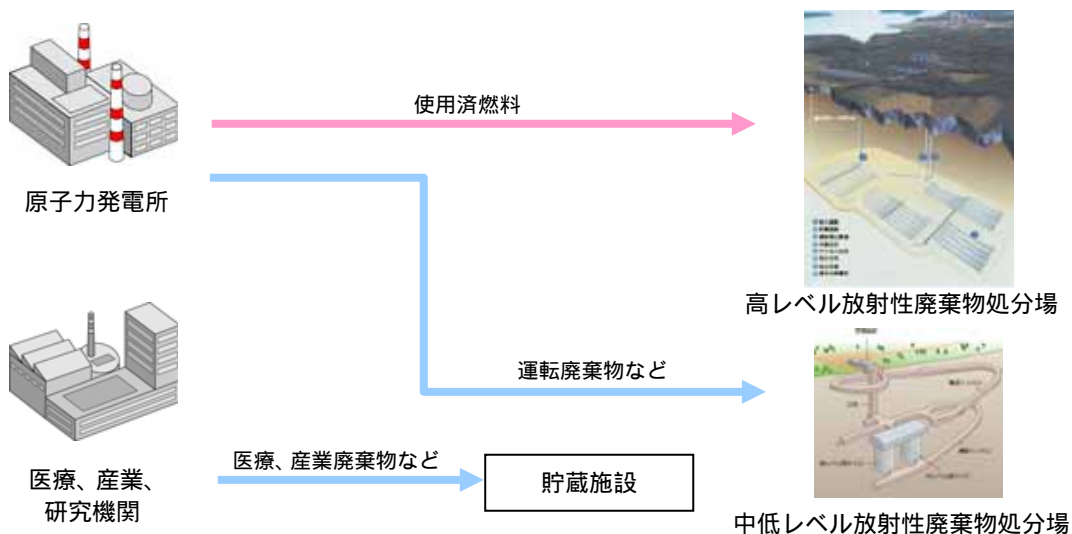 使用済燃料
原子力発電所
高レベル放射性廃棄物処分場
運転廃棄物など
医療、産業廃棄物など
貯蔵施設
医療、産業、
研究機関
中低レベル放射性廃棄物処分場